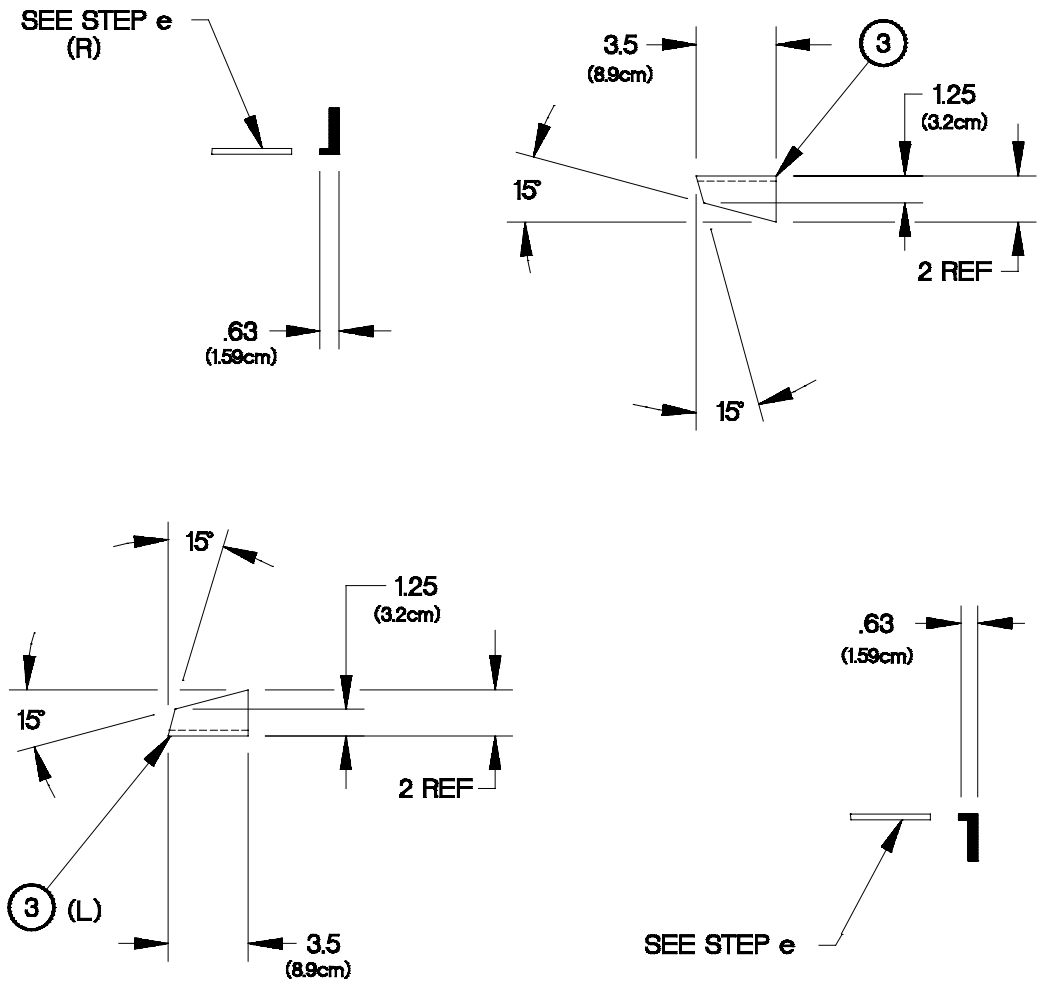 SEE STEP e
(R)
3.5
(8.9cm)
3
1.25
(3.2cm)
15°
2 REF
.63
(1.59cm)
15°
15°
1.25
(3.2cm)
.63
(1.59cm)
15°
2 REF
3 (L)
3.5
(8.9cm)
SEE STEP e